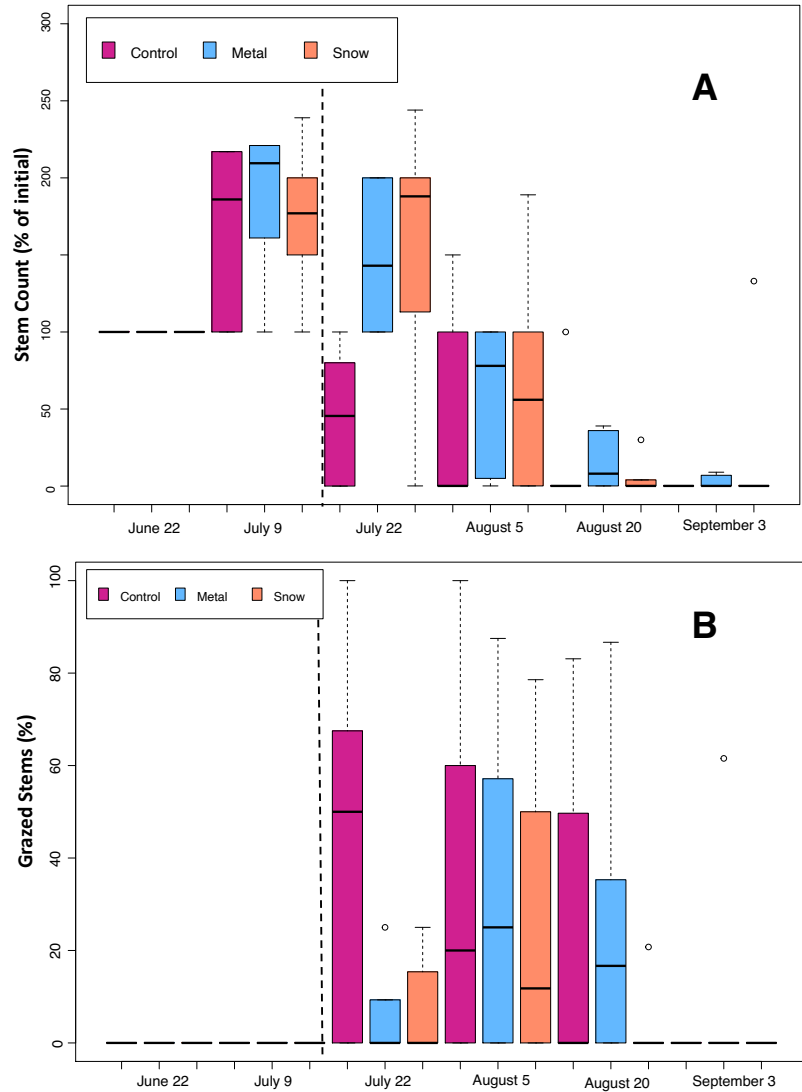 300
Control Metal Snow
A
250
200
100
50
0
Stem Count (% of initial)
June 22 July 9 July 22 August 5 August 20 September 3
100
Control Metal Snow
B
80
60
40
20
0
Grazed Stems (%)
June 22 July 9 July 22 August 5 August 20 September 3